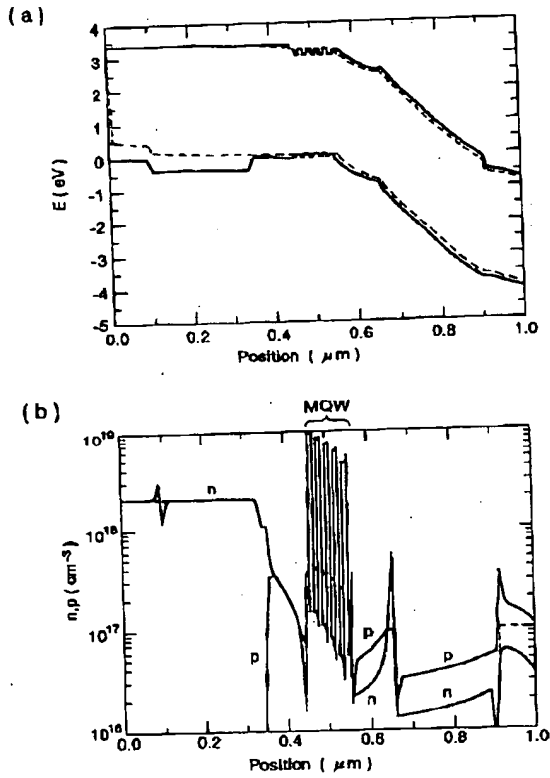 (a)
4
3
2
1
0
-1
-2
-3
-4
-5
E (eV)
0.0 0.2 0.4 0.6 0.8 1.0
Position ( μm)
(b)
MQW
10¹⁹
10¹⁸
10¹⁷
10¹⁶
n,p (cm⁻³)
n
p
p
n
p
n
0.0 0.2 0.4 0.6 0.8 1.0
Position ( μm)